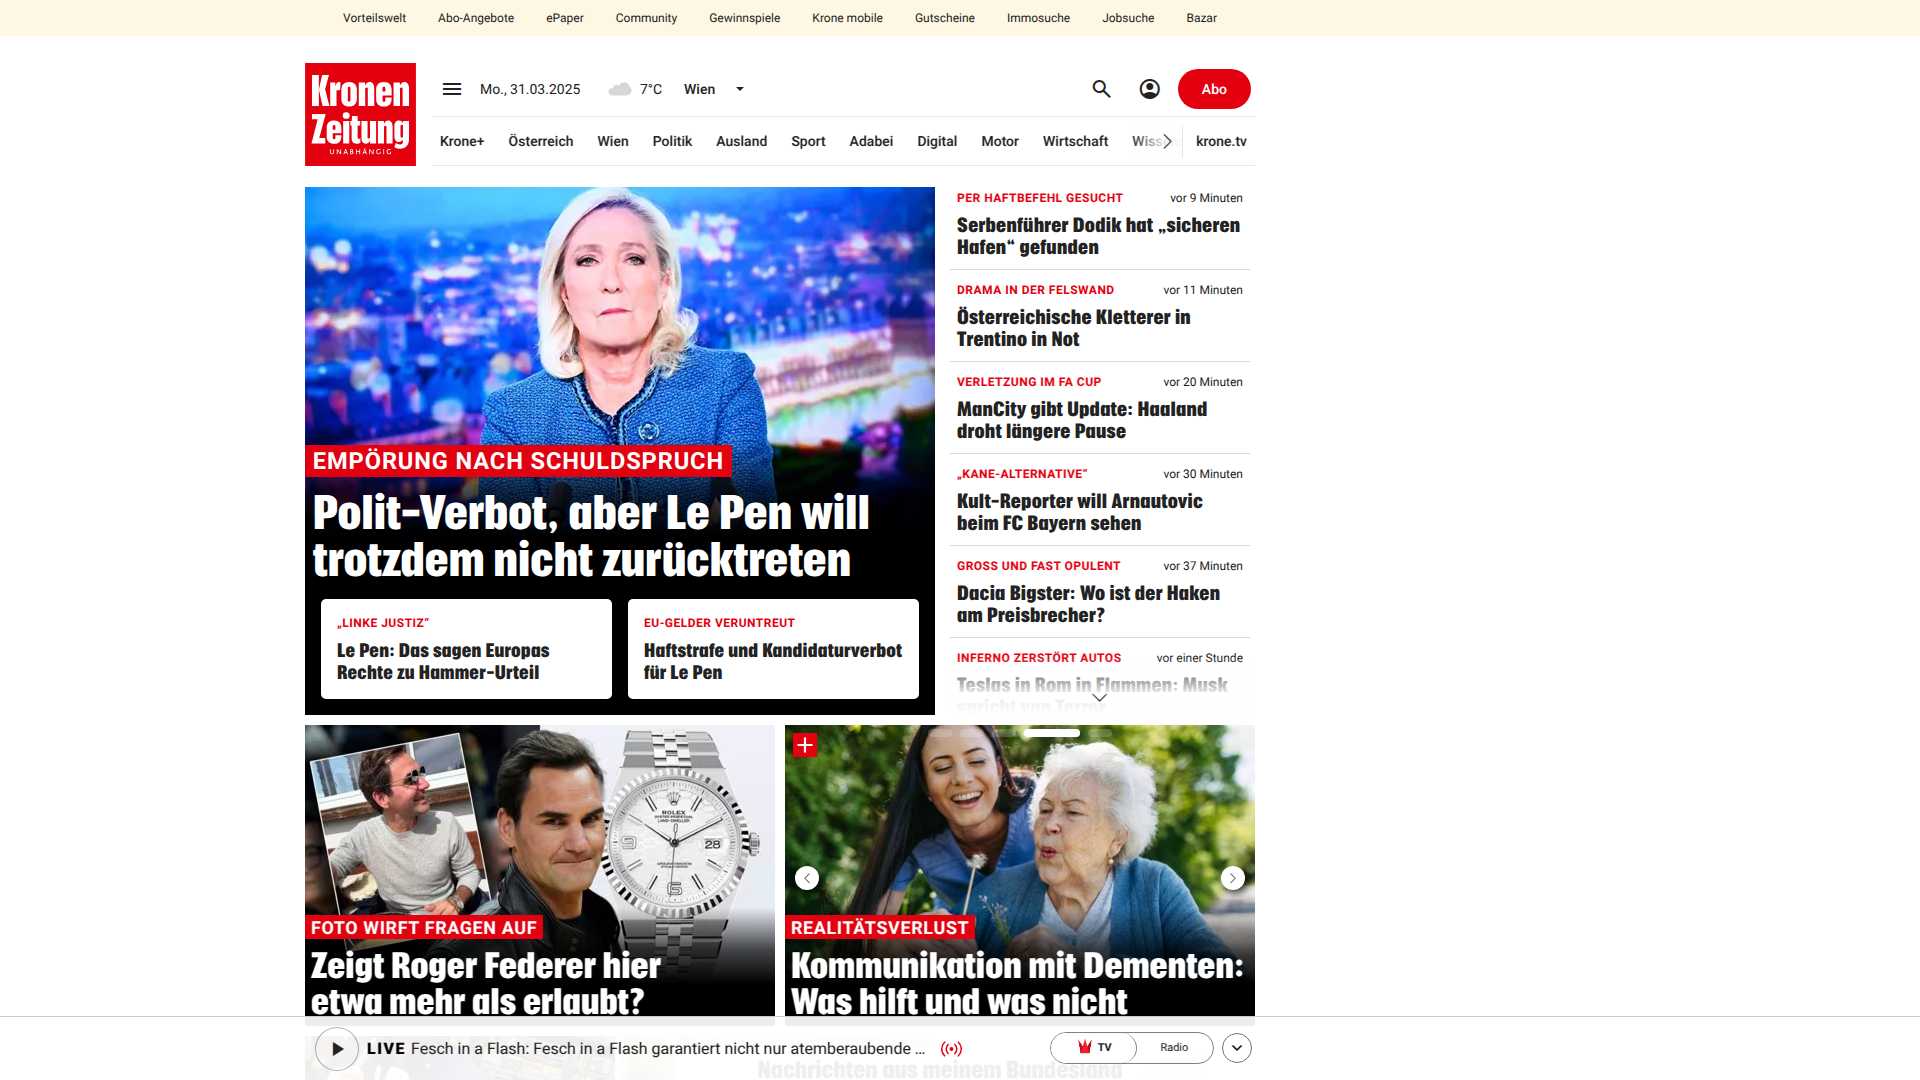 Vorteilswelt Abo-Angebote ePaper Community Gewinnspiele Krone mobile Gutscheine Immosuche Jobsuche Bazar
Kronen
Zeitung
UNABHÄNGIG
Mo., 31.03.2025 7°C Wien
Abo
Krone+ Österreich Wien Politik Ausland Sport Adabei Digital Motor Wirtschaft krone.tv
EMPÖRUNG NACH SCHULDSPRUCH
Polit-Verbot, aber Le Pen will
trotzdem nicht zurücktreten
„LINKE JUSTIZ“
Le Pen: Das sagen Europas
Rechte zu Hammer-Urteil
EU-GELDER VERUNTREUT
Haftstrafe und Kandidaturverbot
für Le Pen
PER HAFTBEFEHL GESUCHT vor 9 Minuten
Serbenführer Dodik hat „sicheren
Hafen“ gefunden
DRAMA IN DER FELSWAND vor 11 Minuten
Österreichische Kletterer in
Trentino in Not
VERLETZUNG IM FA CUP vor 20 Minuten
ManCity gibt Update: Haaland
droht längere Pause
„KANE-ALTERNATIVE“ vor 30 Minuten
Kult-Reporter will Arnautovic
beim FC Bayern sehen
GROSS UND FAST OPULENT vor 37 Minuten
Dacia Bigster: Wo ist der Haken
am Preisbrecher?
INFERNO ZERSTÖRT AUTOS vor einer Stunde
Teslas in Rom in Flammen: Musk
spricht von Terror
ROLEX
28
FOTO WIRFT FRAGEN AUF
Zeigt Roger Federer hier
etwa mehr als erlaubt?
REALITÄTSVERLUST
Kommunikation mit Dementen:
Was hilft und was nicht
LIVE Fesch in a Flash: Fesch in a Flash garantiert nicht nur atemberaubende ...
TV Radio
Nachrichten aus meinem Bundesland